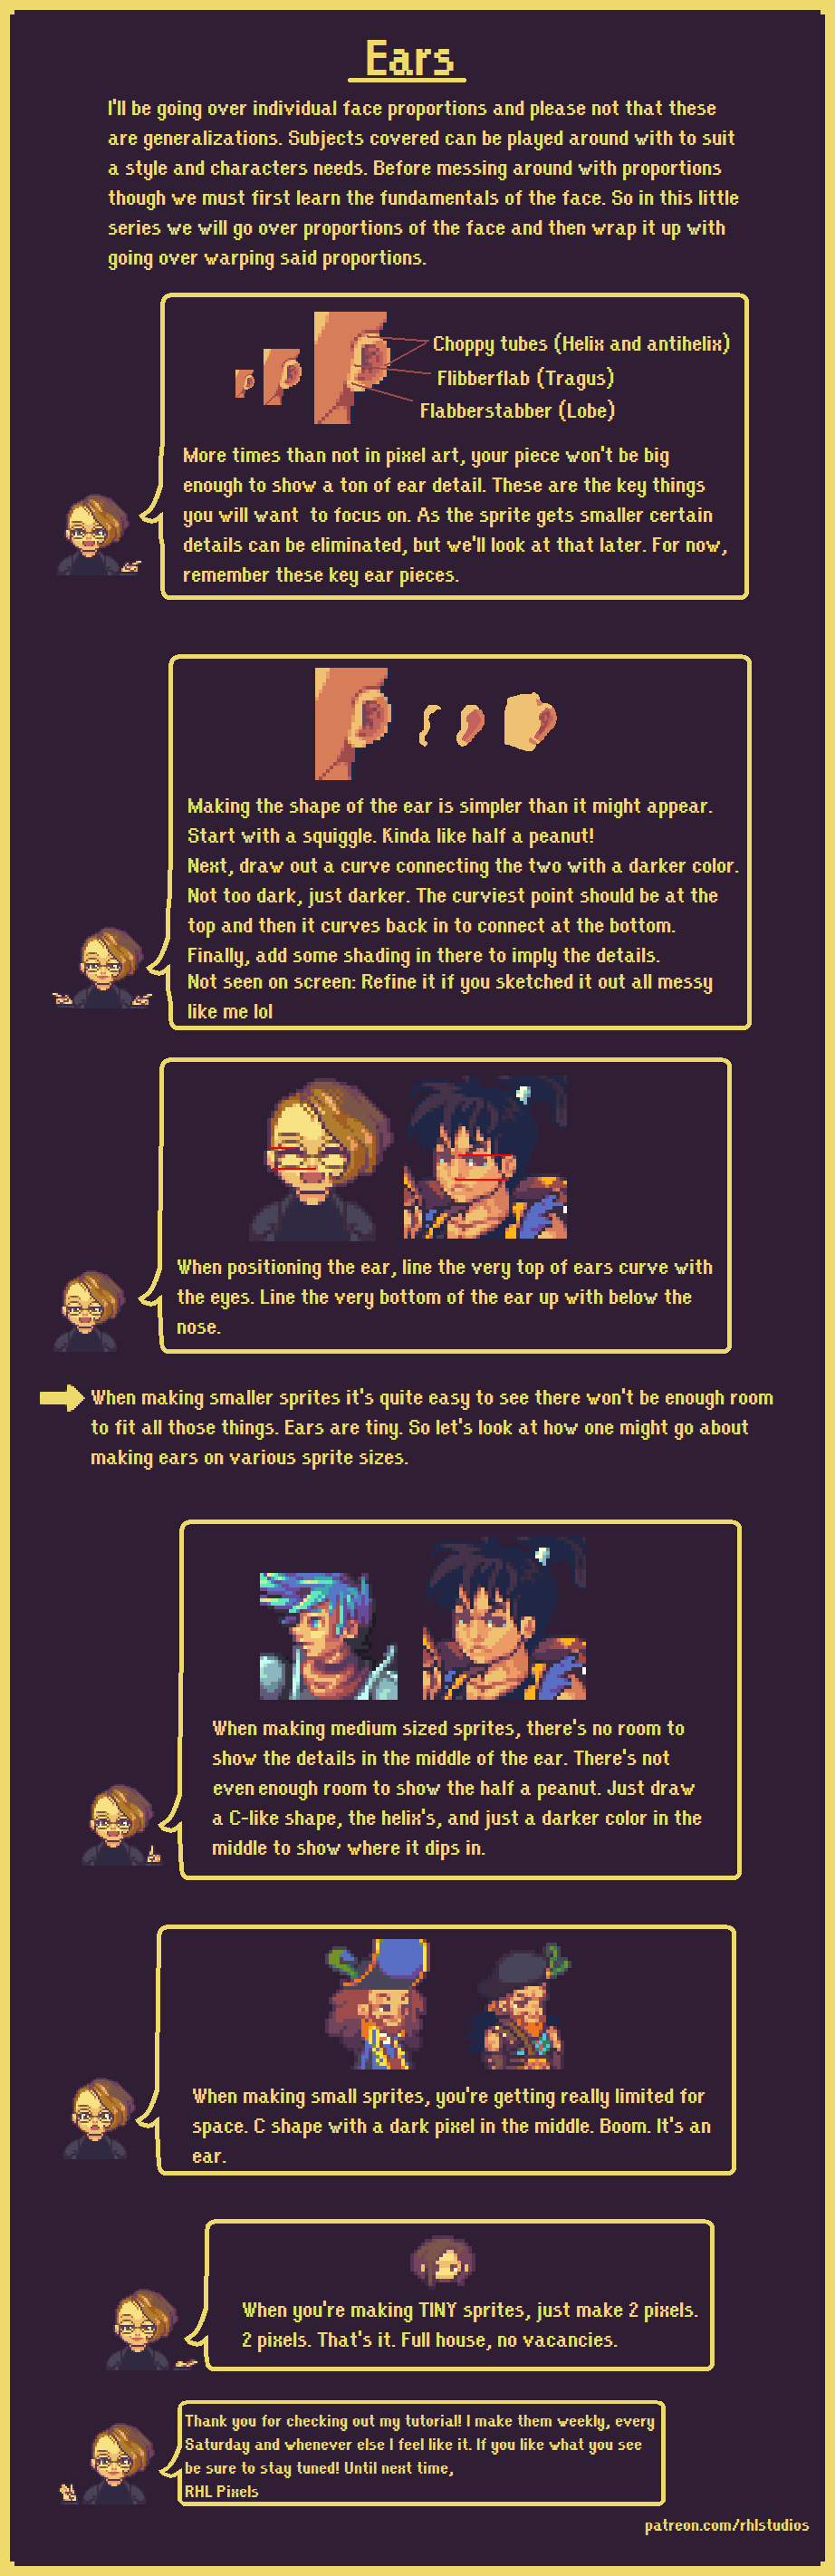 Ears
I'll be going over individual face proportions and please not that these
are generalizations. Subjects covered can be played around with to suit
a style and characters needs. Before messing around with proportions
though we must first learn the fundamentals of the face. So in this little
series we will go over proportions of the face and then wrap it up with
going over warping said proportions.
Choppy tubes (Helix and antihelix)
Flibberflab (Tragus)
Flabberstabber (Lobe)
More times than not in pixel art, your piece won't be big
enough to show a ton of ear detail. These are the key things
you will want to focus on. As the sprite gets smaller certain
details can be eliminated, but we'll look at that later. For now,
remember these key ear pieces.
Making the shape of the ear is simpler than it might appear.
Start with a squiggle. Kinda like half a peanut!
Next, draw out a curve connecting the two with a darker color.
Not too dark, just darker. The curviest point should be at the
top and then it curves back in to connect at the bottom.
Finally, add some shading in there to imply the details.
Not seen on screen: Refine it if you sketched it out all messy
like me lol
When positioning the ear, line the very top of ears curve with
the eyes. Line the very bottom of the ear up with below the
nose.
When making smaller sprites it's quite easy to see there won't be enough room
to fit all those things. Ears are tiny. So let's look at how one might go about
making ears on various sprite sizes.
When making medium sized sprites, there's no room to
show the details in the middle of the ear. There's not
even enough room to show the half a peanut. Just draw
a C-like shape, the helix's, and just a darker color in the
middle to show where it dips in.
When making small sprites, you're getting really limited for
space. C shape with a dark pixel in the middle. Boom. It's an
ear.
When you're making TINY sprites, just make 2 pixels.
2 pixels. That's it. Full house, no vacancies.
Thank you for checking out my tutorial! I make them weekly, every
Saturday and whenever else I feel like it. If you like what you see
be sure to stay tuned! Until next time,
RHL Pixels
patreon.com/rhlstudios